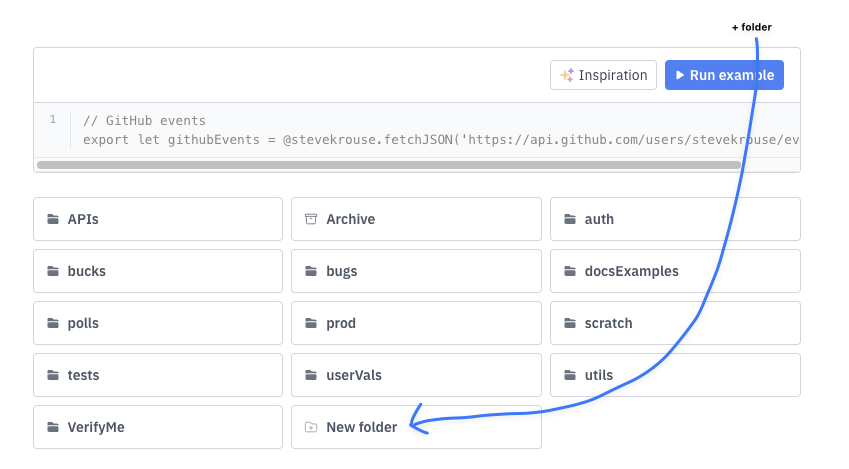 + folder
Inspiration
Run example
1
// GitHub events
export let githubEvents = @stevekrouse.fetchJSON('https://api.github.com/users/stevekrouse/ev
APIs
Archive
auth
bucks
bugs
docsExamples
polls
prod
scratch
tests
userVals
utils
VerifyMe
New folder